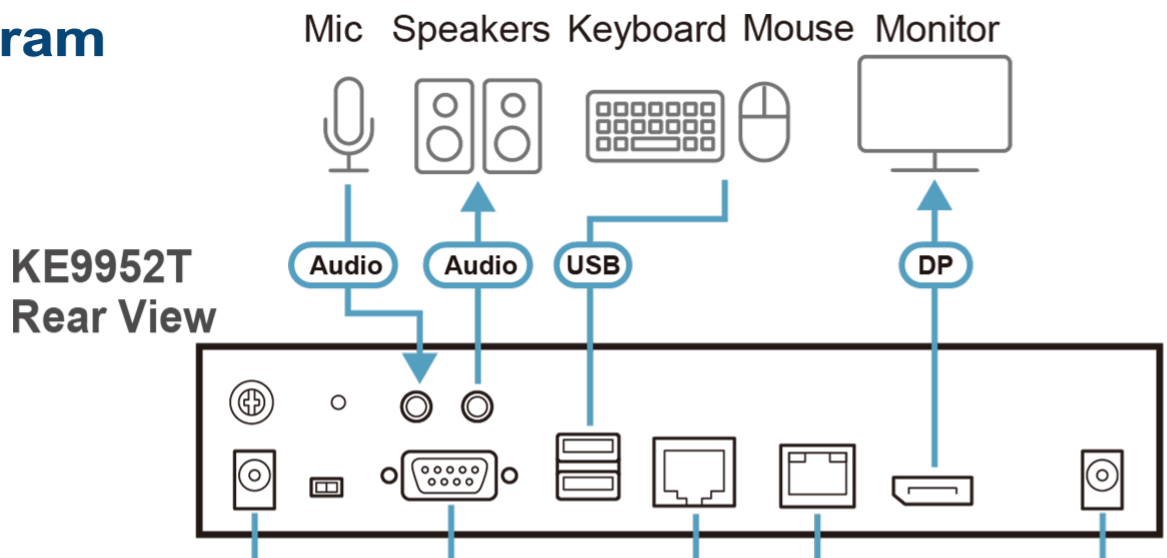 ram
Mic Speakers Keyboard Mouse Monitor
Audio Audio USB DP
KE9952T
Rear View